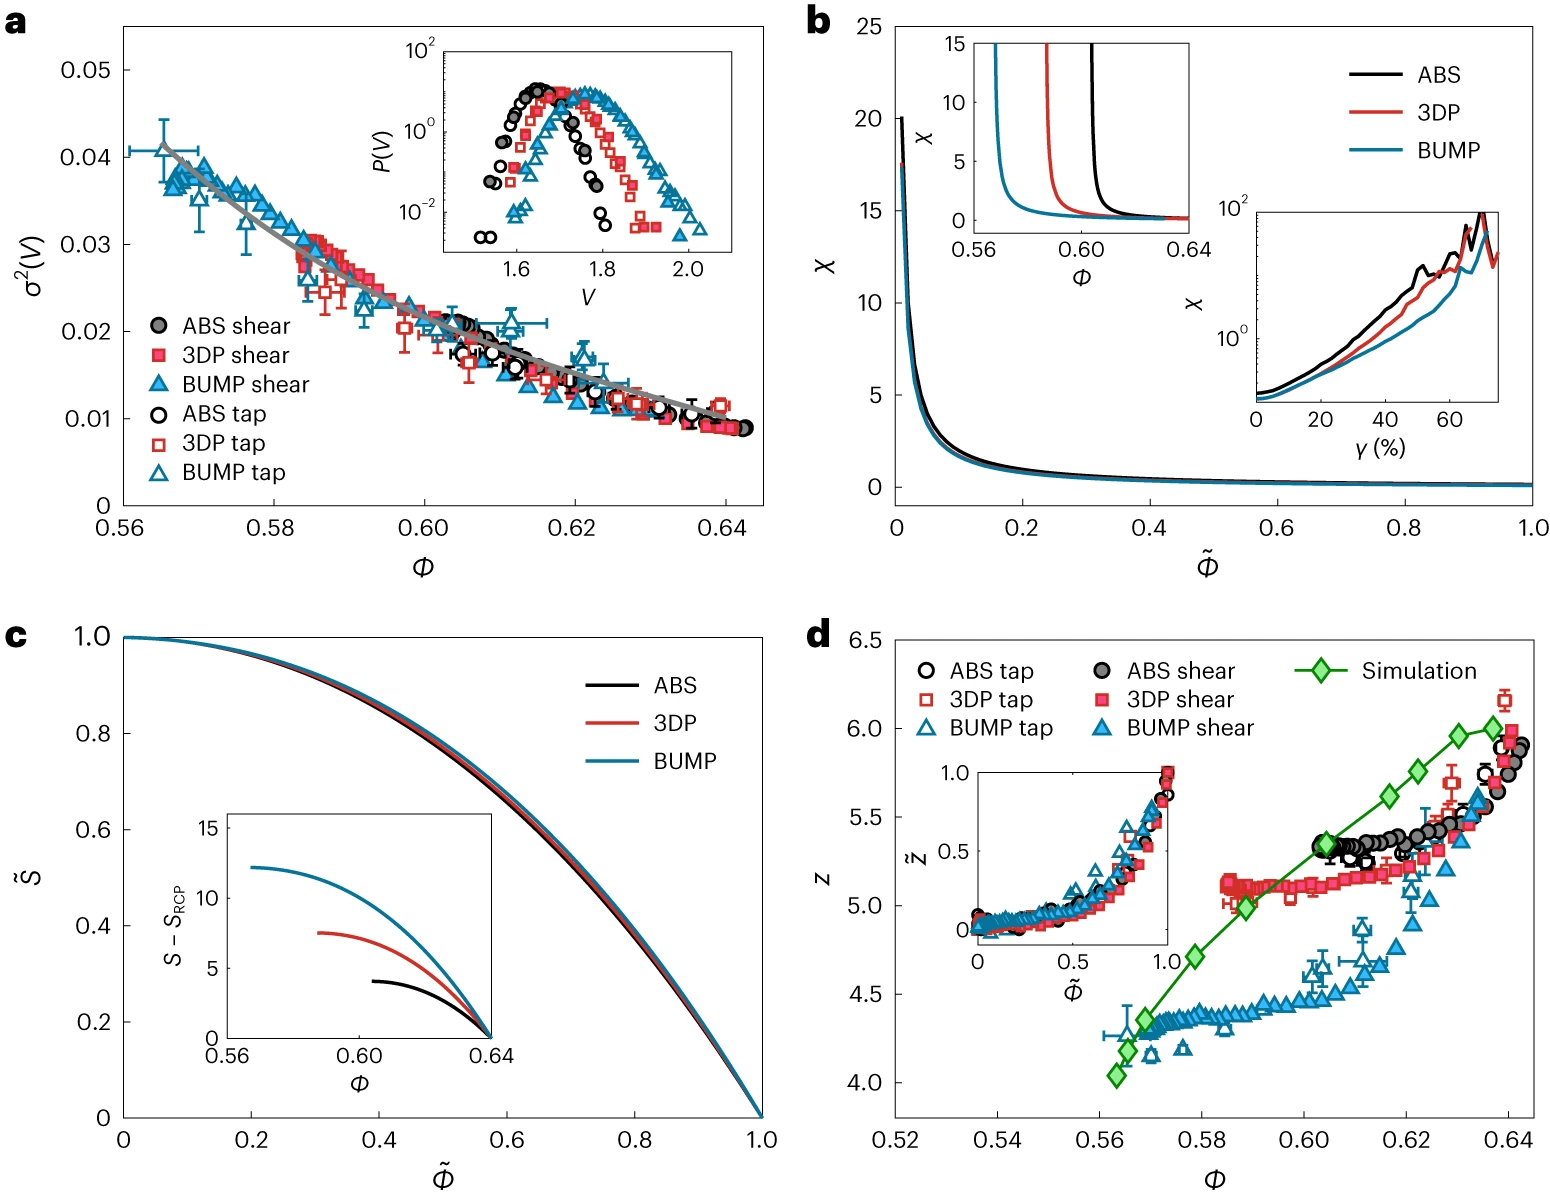 a
0.05
0.04
0.03
0.02
0.01
0
σ²(V)
0.56
0.58
0.60
0.62
0.64
Φ
10²
10⁰
10⁻²
P(V)
1.6
1.8
2.0
V
ABS shear
3DP shear
BUMP shear
ABS tap
3DP tap
BUMP tap
b
25
20
15
10
5
0
χ
0
0.2
0.4
0.6
0.8
1.0
Φ̃
15
10
5
0
χ
0.56
0.60
0.64
Φ
ABS
3DP
BUMP
10²
10⁰
χ
0
20
40
60
γ (%)
c
1.0
0.8
0.6
0.4
0.2
0
S̃
0
0.2
0.4
0.6
0.8
1.0
Φ̃
ABS
3DP
BUMP
15
10
5
0
S − S_RCP
0.56
0.60
0.64
Φ
d
6.5
6.0
5.5
5.0
4.5
4.0
z
0.52
0.54
0.56
0.58
0.60
0.62
0.64
Φ
ABS tap
3DP tap
BUMP tap
ABS shear
3DP shear
BUMP shear
Simulation
1.0
0.5
0
z̃
0
0.5
1.0
Φ̃